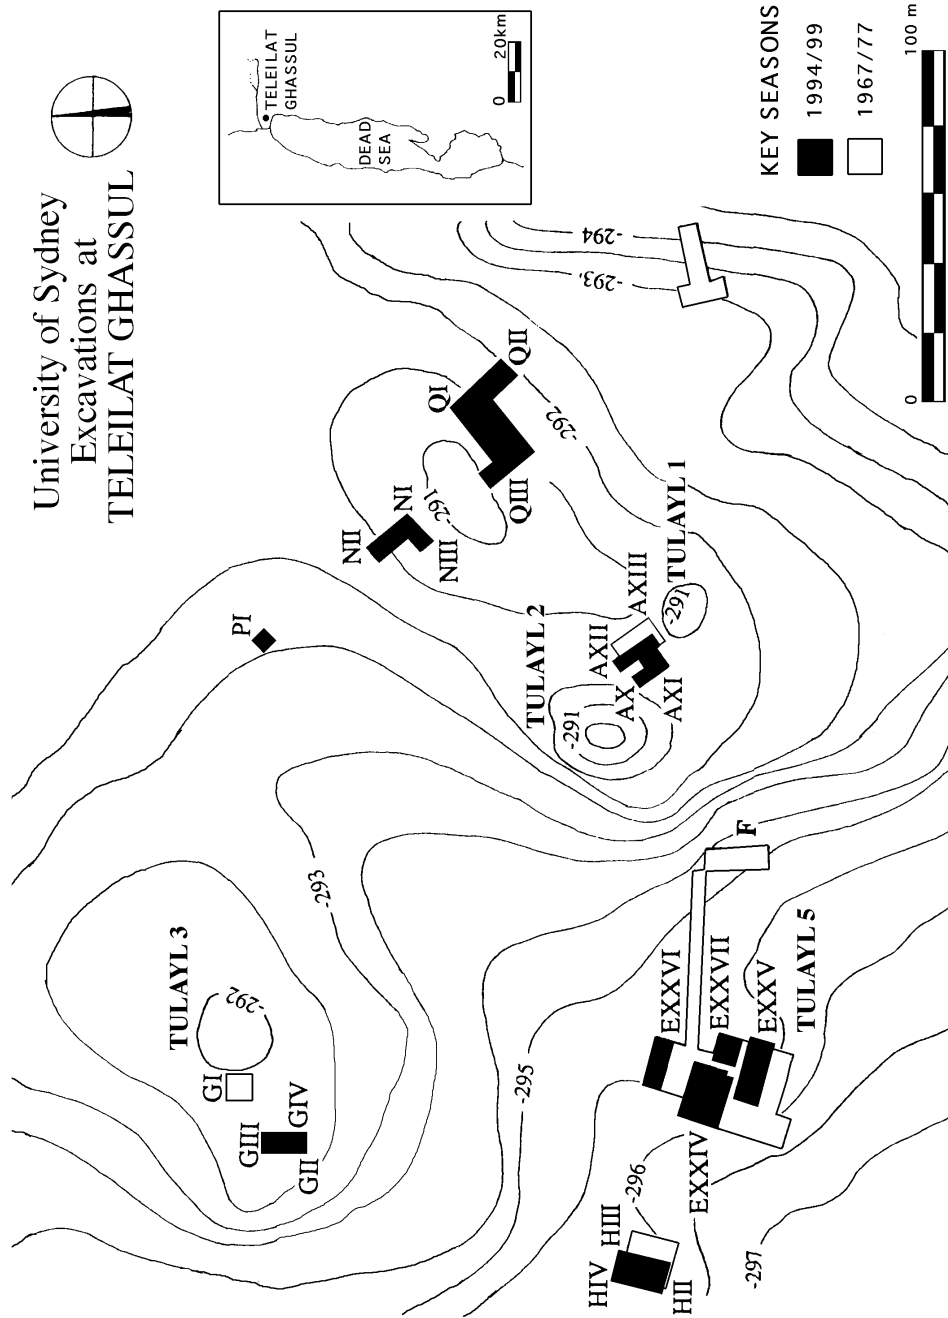 University of Sydney
Excavations at
TELEILAT GHASSUL
TELEILAT
GHASSUL
DEAD
SEA
0
20km
KEY SEASONS
1994/99
1967/77
0
100 m
-294
-293
QI
QII
QIII
-292
-291
NI
NII
NIII
PI
TULAYL 1
-291
AXIII
AXII
TULAYL 2
-291
AX
AXI
F
-293
TULAYL 3
-292
GI
GIV
GIII
GII
-295
EXXVI
EXXVII
EXXV
TULAYL 5
EXXIV
-296
HIII
HIV
HII
-297